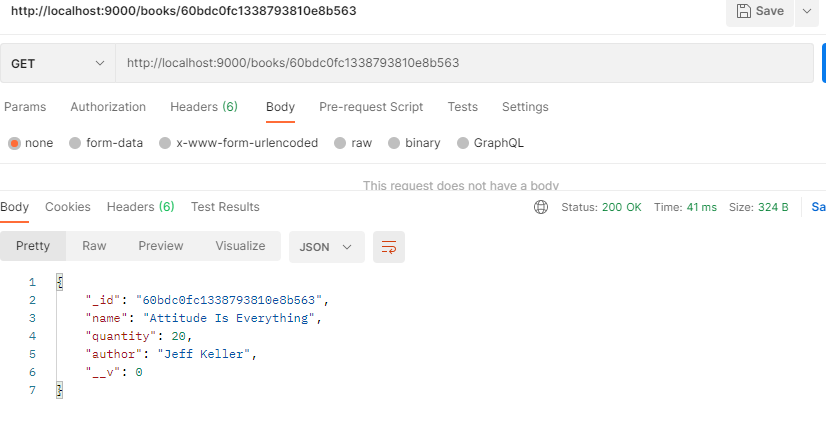 http://localhost:9000/books/60bdc0fc1338793810e8b563
Save
GET http://localhost:9000/books/60bdc0fc1338793810e8b563
Params Authorization Headers (6) Body Pre-request Script Tests Settings
none form-data x-www-form-urlencoded raw binary GraphQL
This request does not have a body
Body Cookies Headers (6) Test Results Status: 200 OK Time: 41 ms Size: 324 B Sa
Pretty Raw Preview Visualize JSON
1 {
2 "_id": "60bdc0fc1338793810e8b563",
3 "name": "Attitude Is Everything",
4 "quantity": 20,
5 "author": "Jeff Keller",
6 "__v": 0
7 }